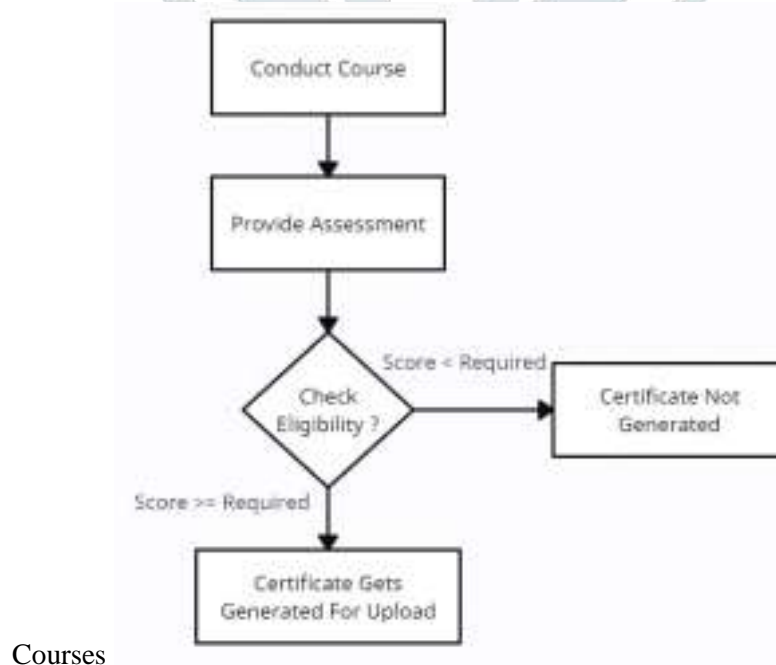 Conduct Course
Provide Assessment
Score < Required
Check
Eligibility ?
Certificate Not
Generated
Score >= Required
Certificate Gets
Generated For Upload
Courses